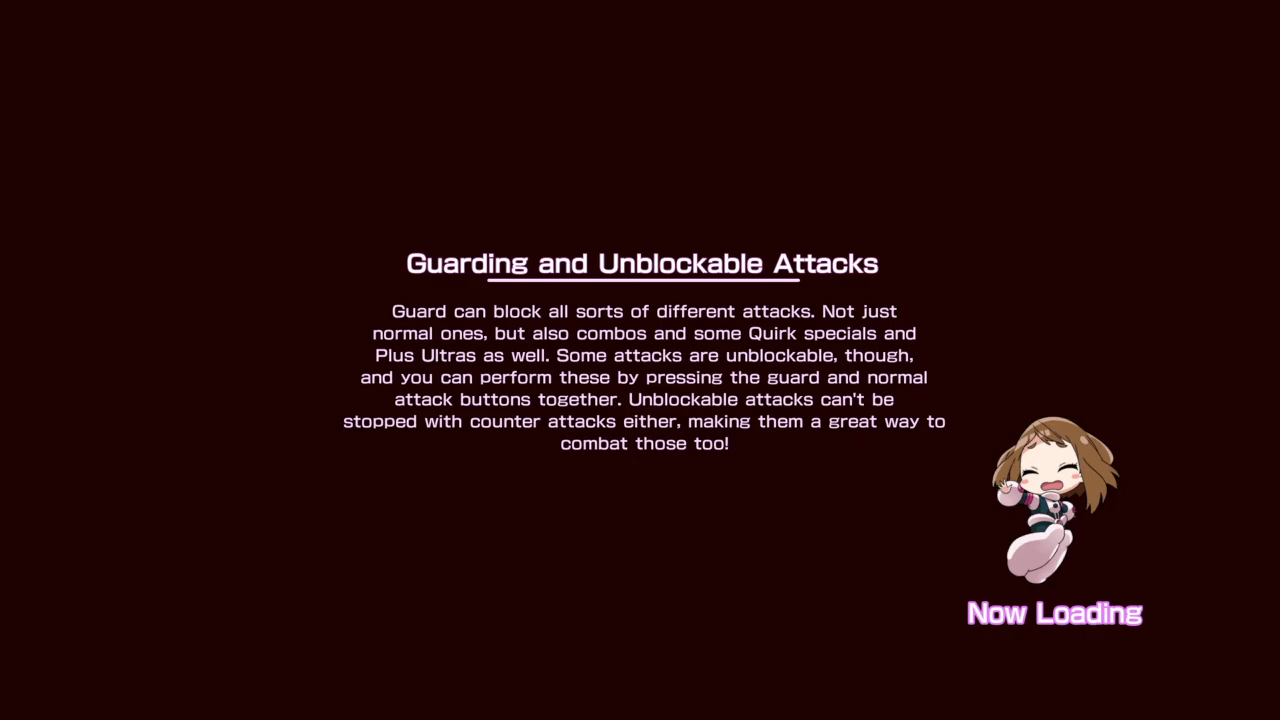 Guarding and Unblockable Attacks
Guard can block all sorts of different attacks. Not just
normal ones, but also combos and some Quirk specials and
Plus Ultras as well. Some attacks are unblockable, though,
and you can perform these by pressing the guard and normal
attack buttons together. Unblockable attacks can't be
stopped with counter attacks either, making them a great way to
combat those too!
Now Loading